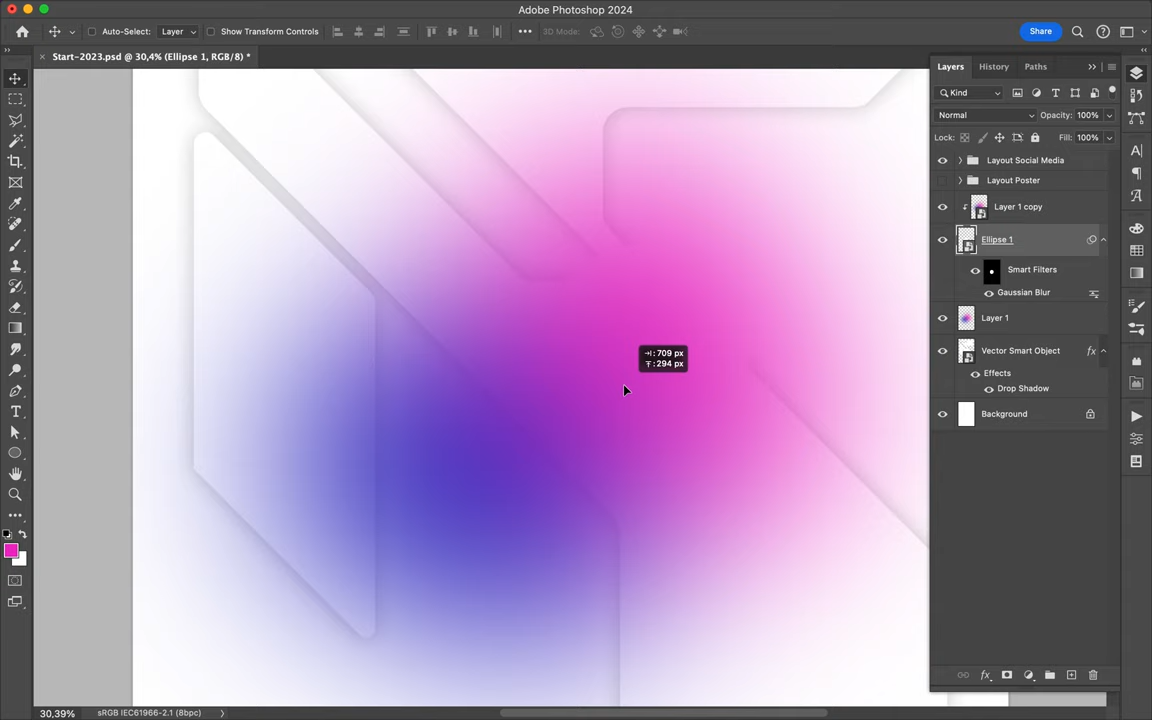 Adobe Photoshop 2024
Auto-Select: Layer Show Transform Controls 3D Mode: Share
Start-2023.psd @ 30,4% (Ellipse 1, RGB/8) *
Layers History Paths
Kind
Normal Opacity: 100%
Lock: Fill: 100%
Layout Social Media
Layout Poster
Layer 1 copy
Ellipse 1
Smart Filters
Gaussian Blur
Layer 1
Vector Smart Object fx
Effects
Drop Shadow
Background
: 709 px
: 294 px
30,39% sRGB IEC61966-2.1 (8bpc)